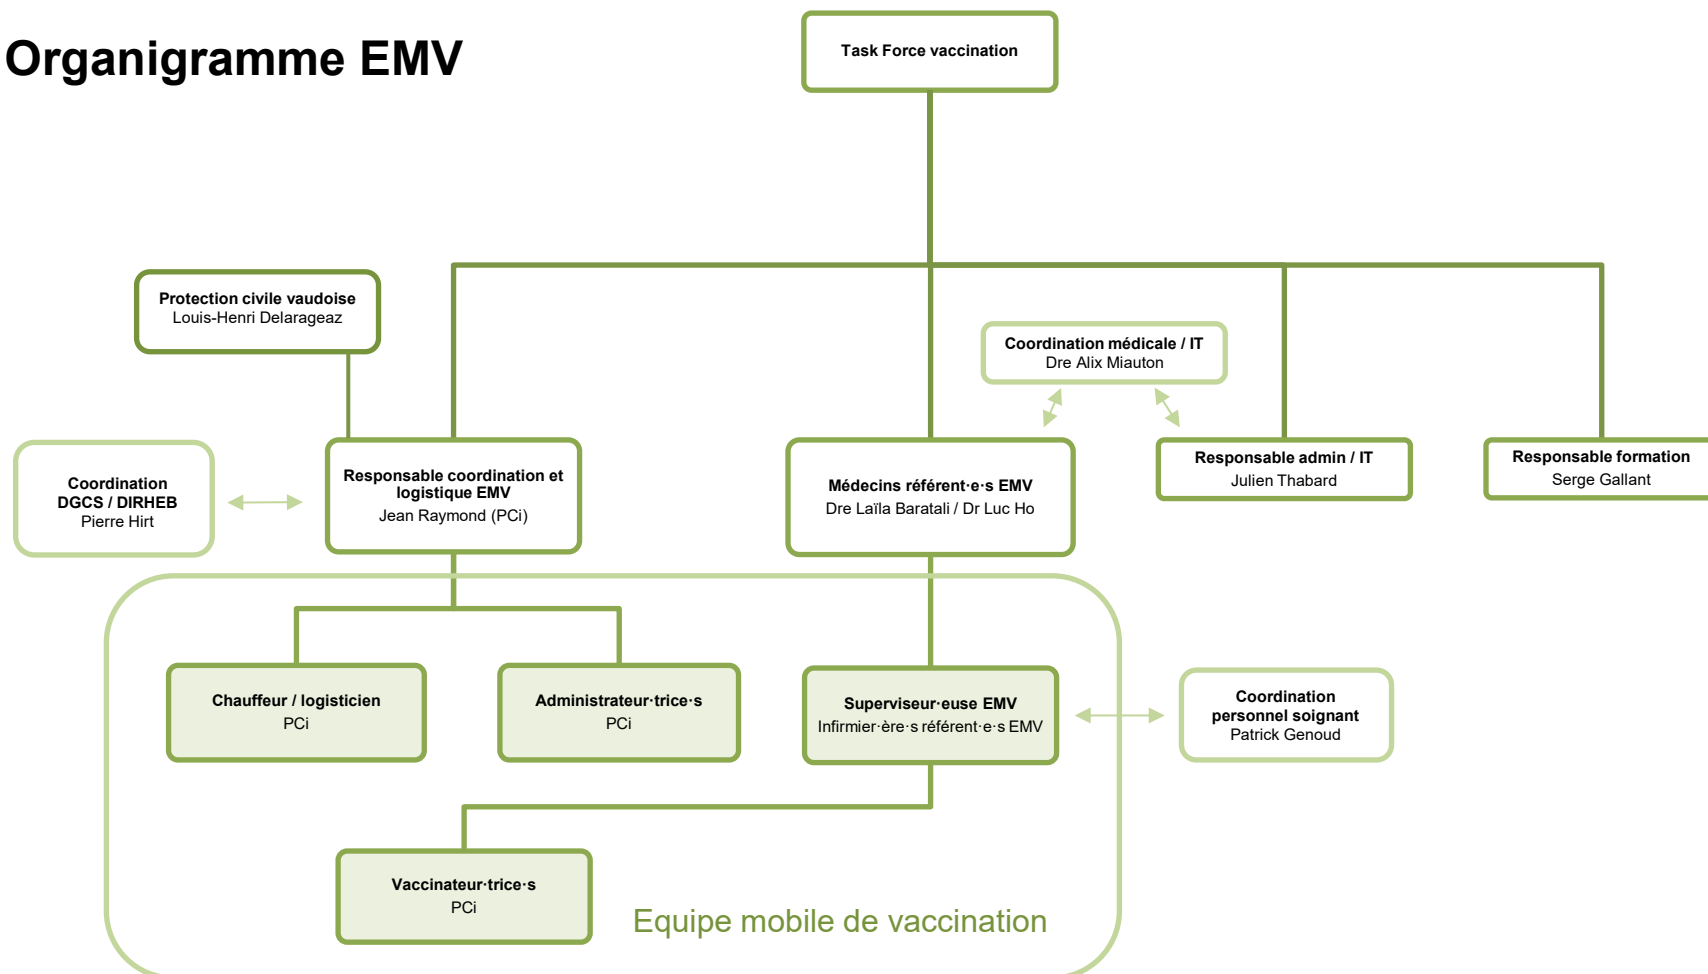 Organigramme EMV
Task Force vaccination
Protection civile vaudoise
Louis-Henri Delarageaz
Coordination médicale / IT
Dre Alix Miauton
Coordination
DGCS / DIRHEB
Pierre Hirt
Responsable coordination et
logistique EMV
Jean Raymond (PCi)
Médecins référent·e·s EMV
Dre Laïla Baratali / Dr Luc Ho
Responsable admin / IT
Julien Thabard
Responsable formation
Serge Gallant
Chauffeur / logisticien
PCi
Administrateur·trice·s
PCi
Superviseur·euse EMV
Infirmier·ère·s référent·e·s EMV
Coordination
personnel soignant
Patrick Genoud
Vaccinateur·trice·s
PCi
Equipe mobile de vaccination